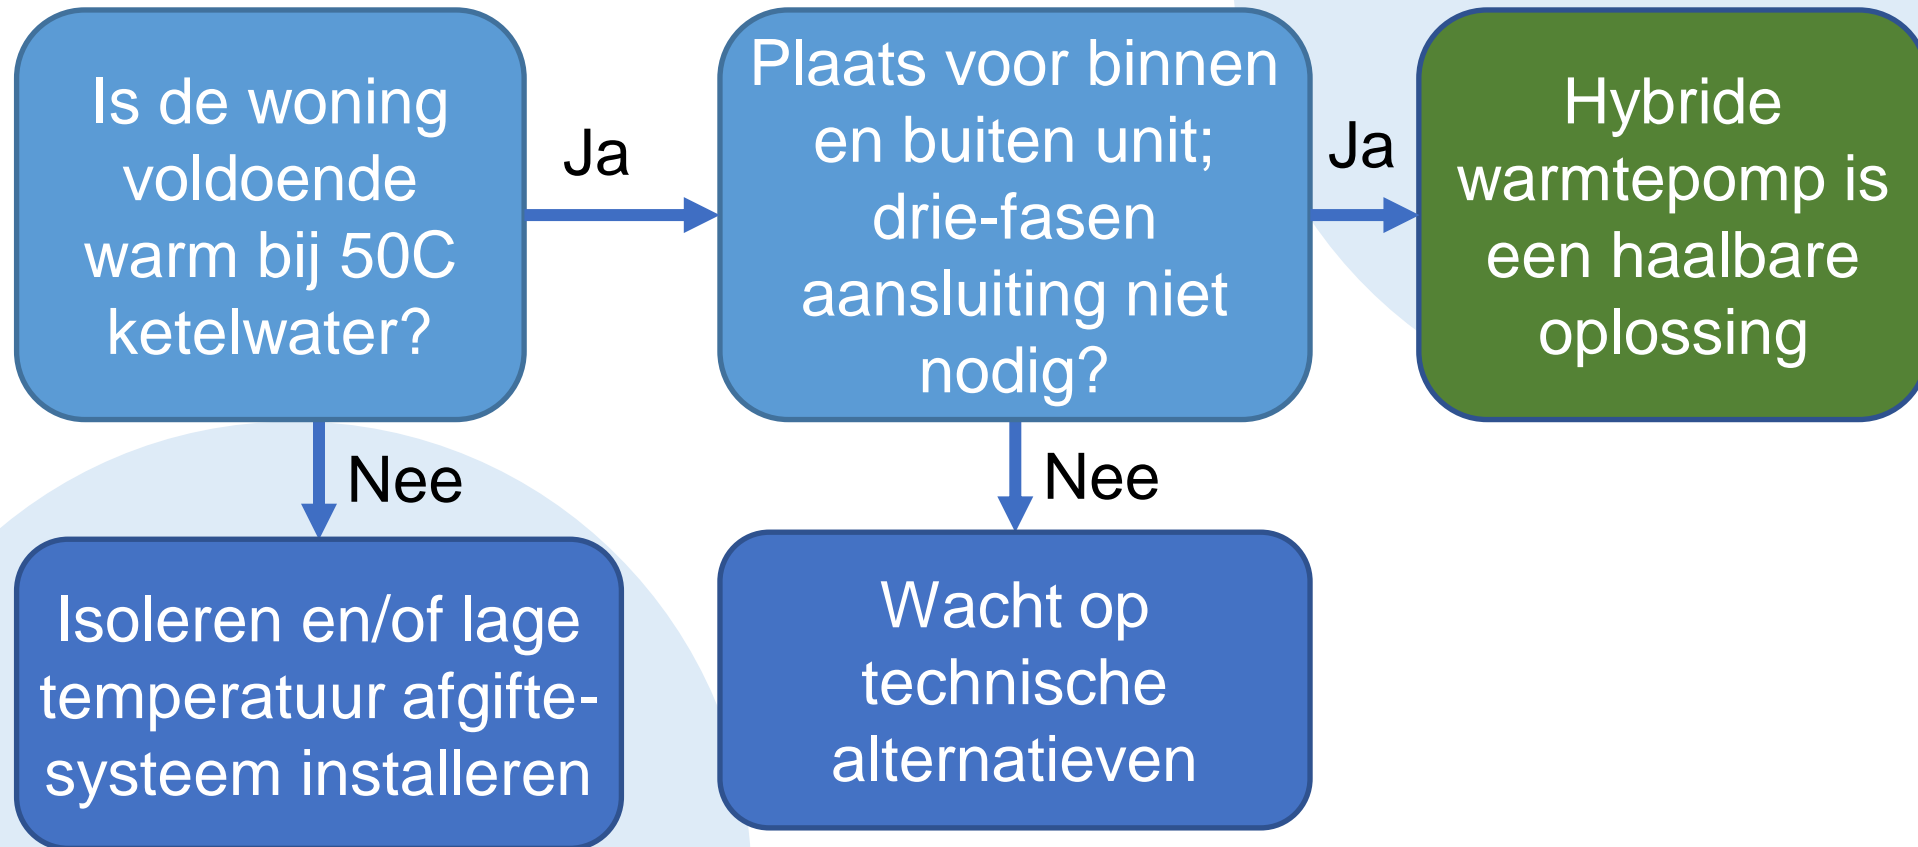 Is de woning
voldoende
warm bij 50C
ketelwater?
Ja
Plaats voor binnen
en buiten unit;
drie-fasen
aansluiting niet
nodig?
Ja
Hybride
warmtepomp is
een haalbare
oplossing
Nee
Nee
Isoleren en/of lage
temperatuur afgifte-
systeem installeren
Wacht op
technische
alternatieven